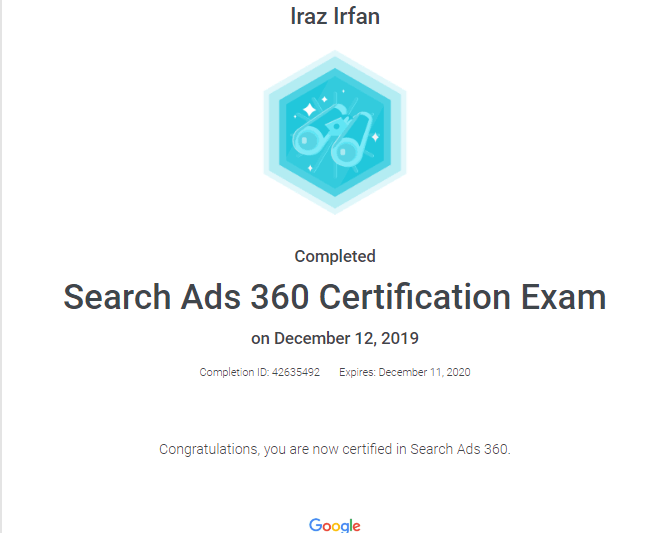 Iraz Irfan
Completed
Search Ads 360 Certification Exam
on December 12, 2019
Completion ID: 42635492 Expires: December 11, 2020
Congratulations, you are now certified in Search Ads 360.
Google